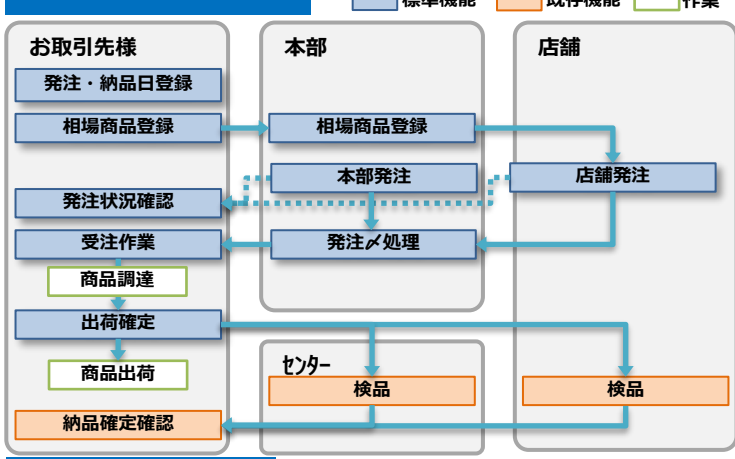 標準機能
既存機能
作業
お取引先様
発注・納品日登録
相場商品登録
発注状況確認
受注作業
商品調達
出荷確定
商品出荷
納品確定確認
本部
相場商品登録
本部発注
発注〆処理
センター
検品
店舗
店舗発注
検品